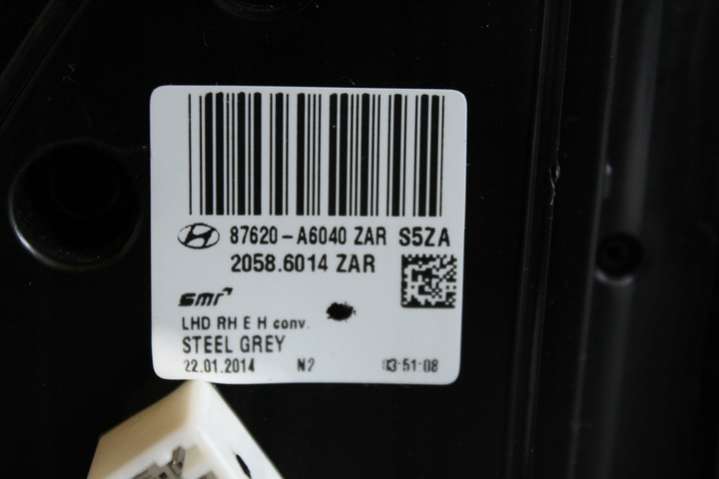 87620-A6040 ZAR S5ZA
2058.6014 ZAR
SMR
LHD RH E H conv.
STEEL GREY
22.01.2014 N2 03:51:08